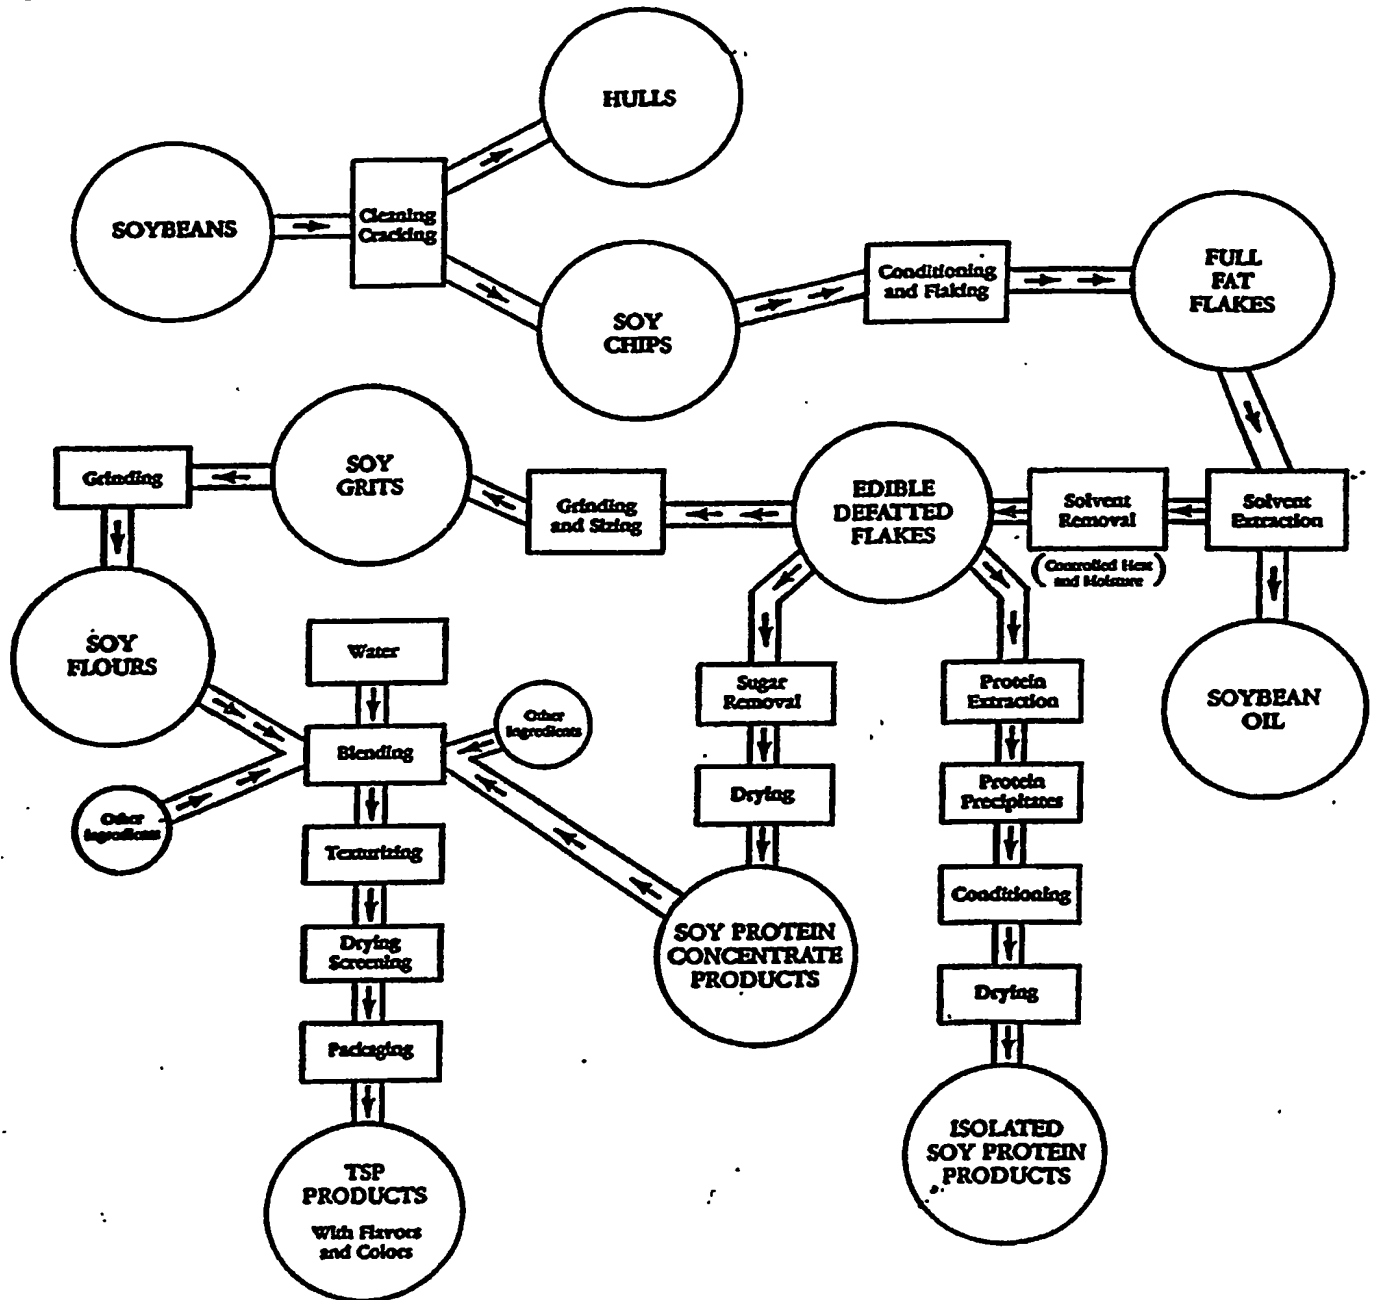 HULLS
SOYBEANS
Cleaning
Cracking
SOY
CHIPS
Conditioning
and Flaking
FULL
FAT
FLAKES
Grinding
SOY
GRITS
Grinding
and Sizing
EDIBLE
DEFATTED
FLAKES
Solvent
Removal
(Controlled Heat
and Moisture)
Solvent
Extraction
SOY
FLOURS
Water
Other
Ingredients
Blending
Other
Ingredients
Sugar
Removal
Protein
Extraction
SOYBEAN
OIL
Drying
Protein
Precipitates
Texturizing
Conditioning
Drying
Screening
SOY PROTEIN
CONCENTRATE
PRODUCTS
Drying
Packaging
ISOLATED
SOY PROTEIN
PRODUCTS
TSP
PRODUCTS
With Flavors
and Colors